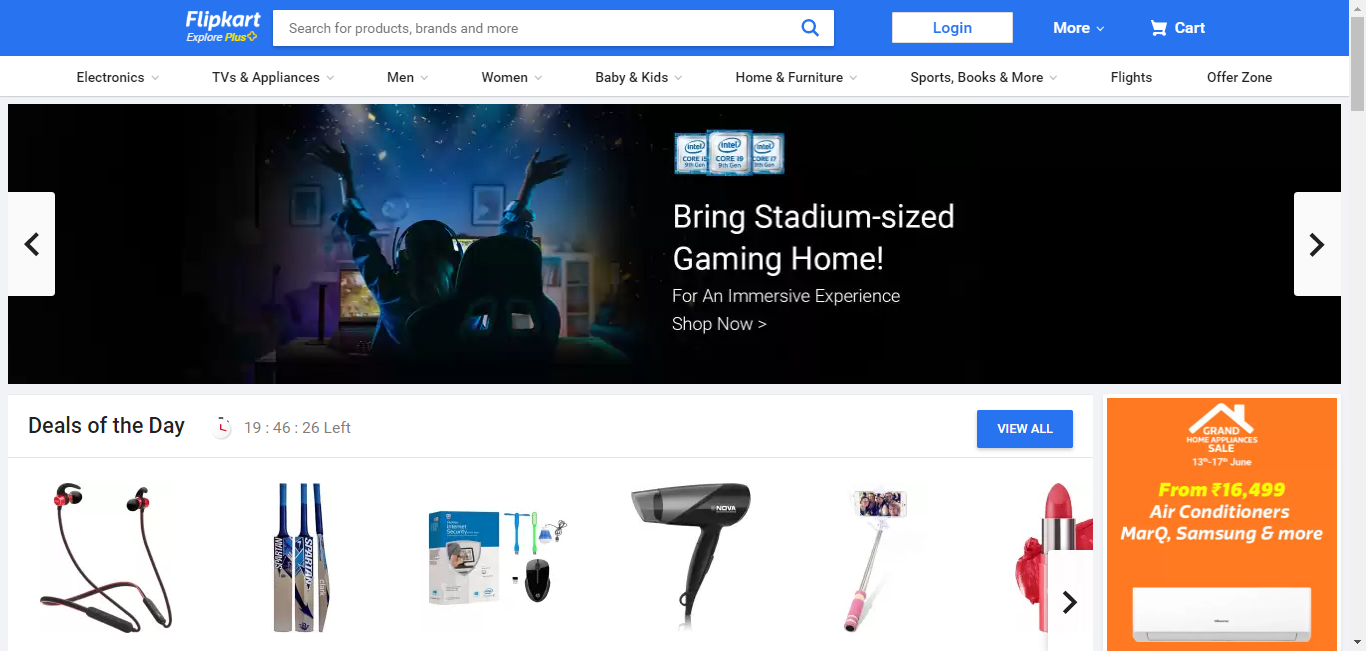 Flipkart
Explore Plus
Search for products, brands and more
Login
More
Cart
Electronics
TVs & Appliances
Men
Women
Baby & Kids
Home & Furniture
Sports, Books & More
Flights
Offer Zone
intel intel intel
CORE i5 CORE i9 CORE i7
9th Gen 9th Gen 9th Gen
Bring Stadium-sized
Gaming Home!
For An Immersive Experience
Shop Now >
Deals of the Day
19 : 46 : 26 Left
VIEW ALL
GRAND
HOME APPLIANCES
SALE
13th-17th June
From ₹16,499
Air Conditioners
MarQ, Samsung & more
Internet
Security
NOVA
SPARTAN